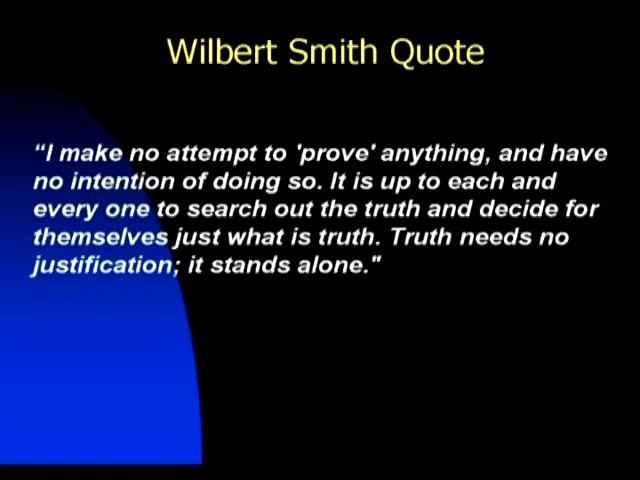 Wilbert Smith Quote
“I make no attempt to 'prove' anything, and have
no intention of doing so. It is up to each and
every one to search out the truth and decide for
themselves just what is truth. Truth needs no
justification; it stands alone."